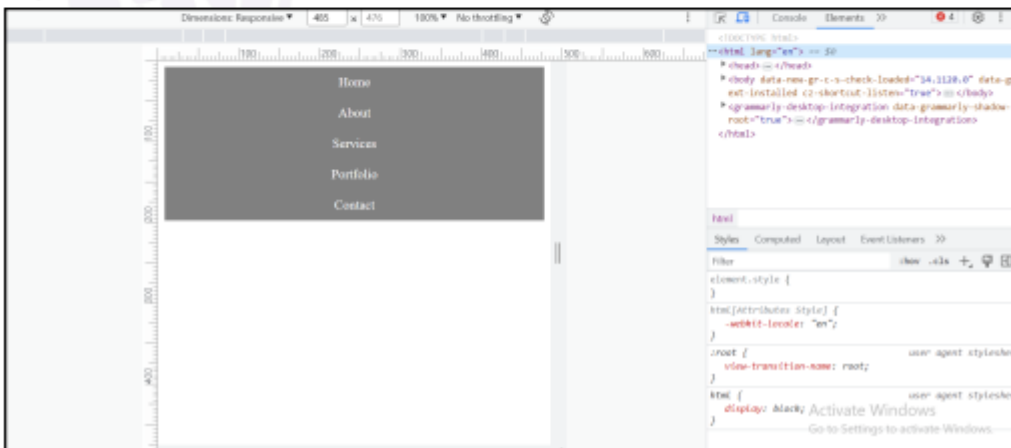 Dimensions: Responsive ▼ 485 x 476 100% ▼ No throttling ▼
Console Elements >> 4
<!DOCTYPE html>
<html lang="en"> == $0
<head> … </head>
<body data-new-gr-c-s-check-loaded="14.1120.0" data-g
ext-installed cz-shortcut-listen="true"> … </body>
<grammarly-desktop-integration data-grammarly-shadow-
root="true"> … </grammarly-desktop-integration>
</html>
100 200 300 400 500 600
Home
About
Services
Portfolio
Contact
100
200
300
400
html
Styles Computed Layout Event Listeners >>
Filter :hov .cls +
element.style {
}
html[Attributes Style] {
-webkit-locale: "en";
}
:root { user agent styleshe
view-transition-name: root;
}
html { user agent styleshe
display: block;
}
Activate Windows
Go to Settings to activate Windows.